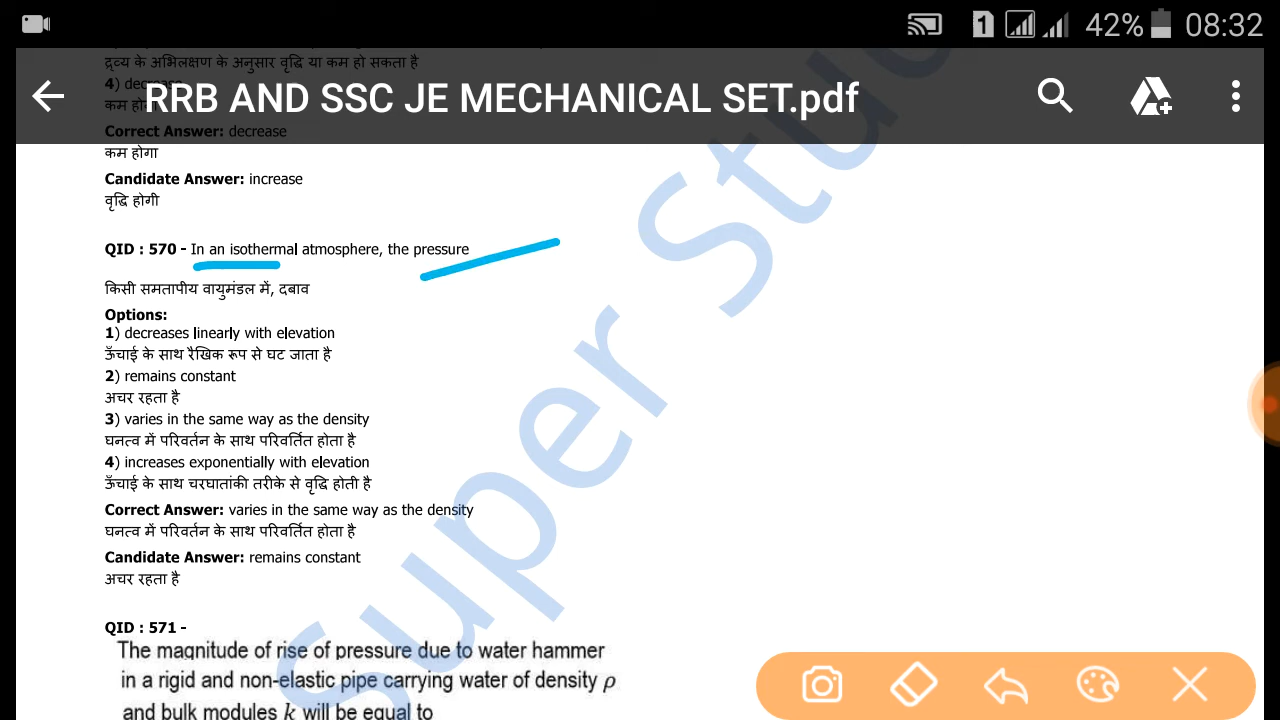 42% 08:32
द्रव्य के अभिलक्षण के अनुसार वृद्धि या कम हो सकता है
4) decrease
कम होगा
RRB AND SSC JE MECHANICAL SET.pdf
Correct Answer: decrease
कम होगा
Candidate Answer: increase
वृद्धि होगी
QID : 570 - In an isothermal atmosphere, the pressure
किसी समतापीय वायुमंडल में, दबाव
Options:
1) decreases linearly with elevation
ऊँचाई के साथ रैखिक रूप से घट जाता है
2) remains constant
अचर रहता है
3) varies in the same way as the density
घनत्व में परिवर्तन के साथ परिवर्तित होता है
4) increases exponentially with elevation
ऊँचाई के साथ चरघातांकी तरीके से वृद्धि होती है
Correct Answer: varies in the same way as the density
घनत्व में परिवर्तन के साथ परिवर्तित होता है
Candidate Answer: remains constant
अचर रहता है
QID : 571 -
The magnitude of rise of pressure due to water hammer
in a rigid and non-elastic pipe carrying water of density ρ
and bulk modules k will be equal to
Super Stu